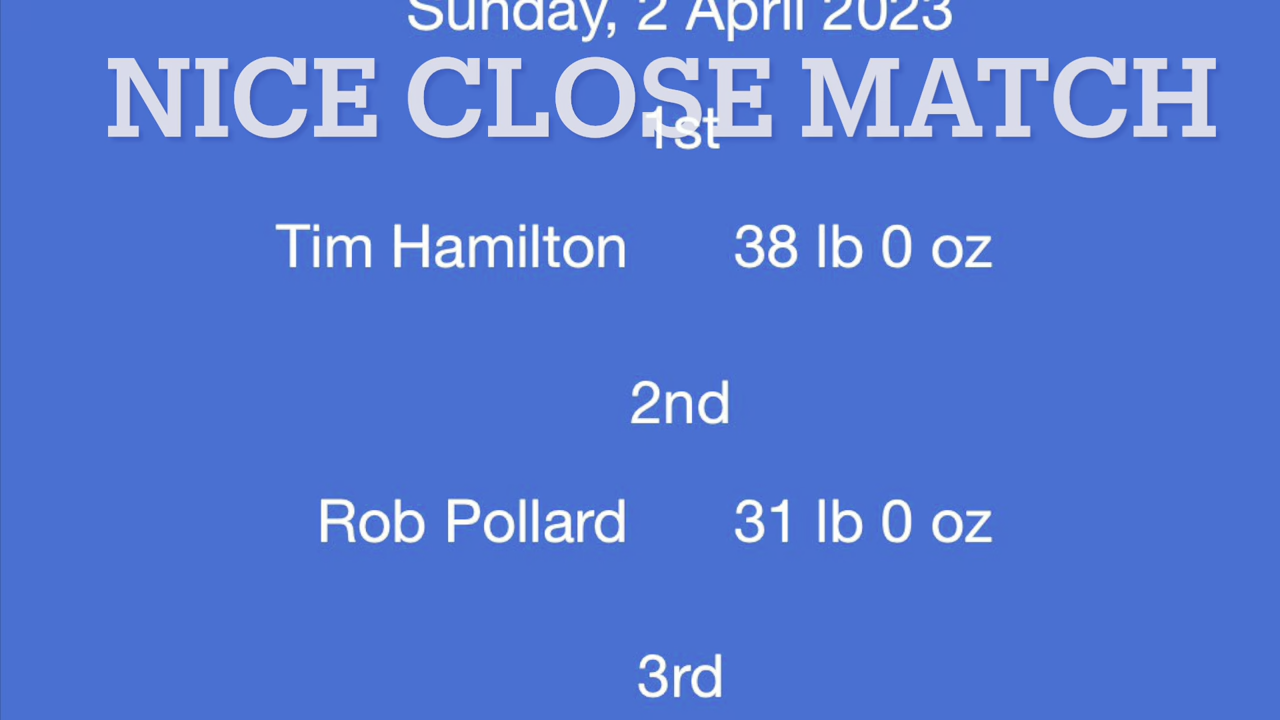 Sunday, 2 April 2023
NICE CLOSE MATCH
1st
Tim Hamilton 38 lb 0 oz
2nd
Rob Pollard 31 lb 0 oz
3rd